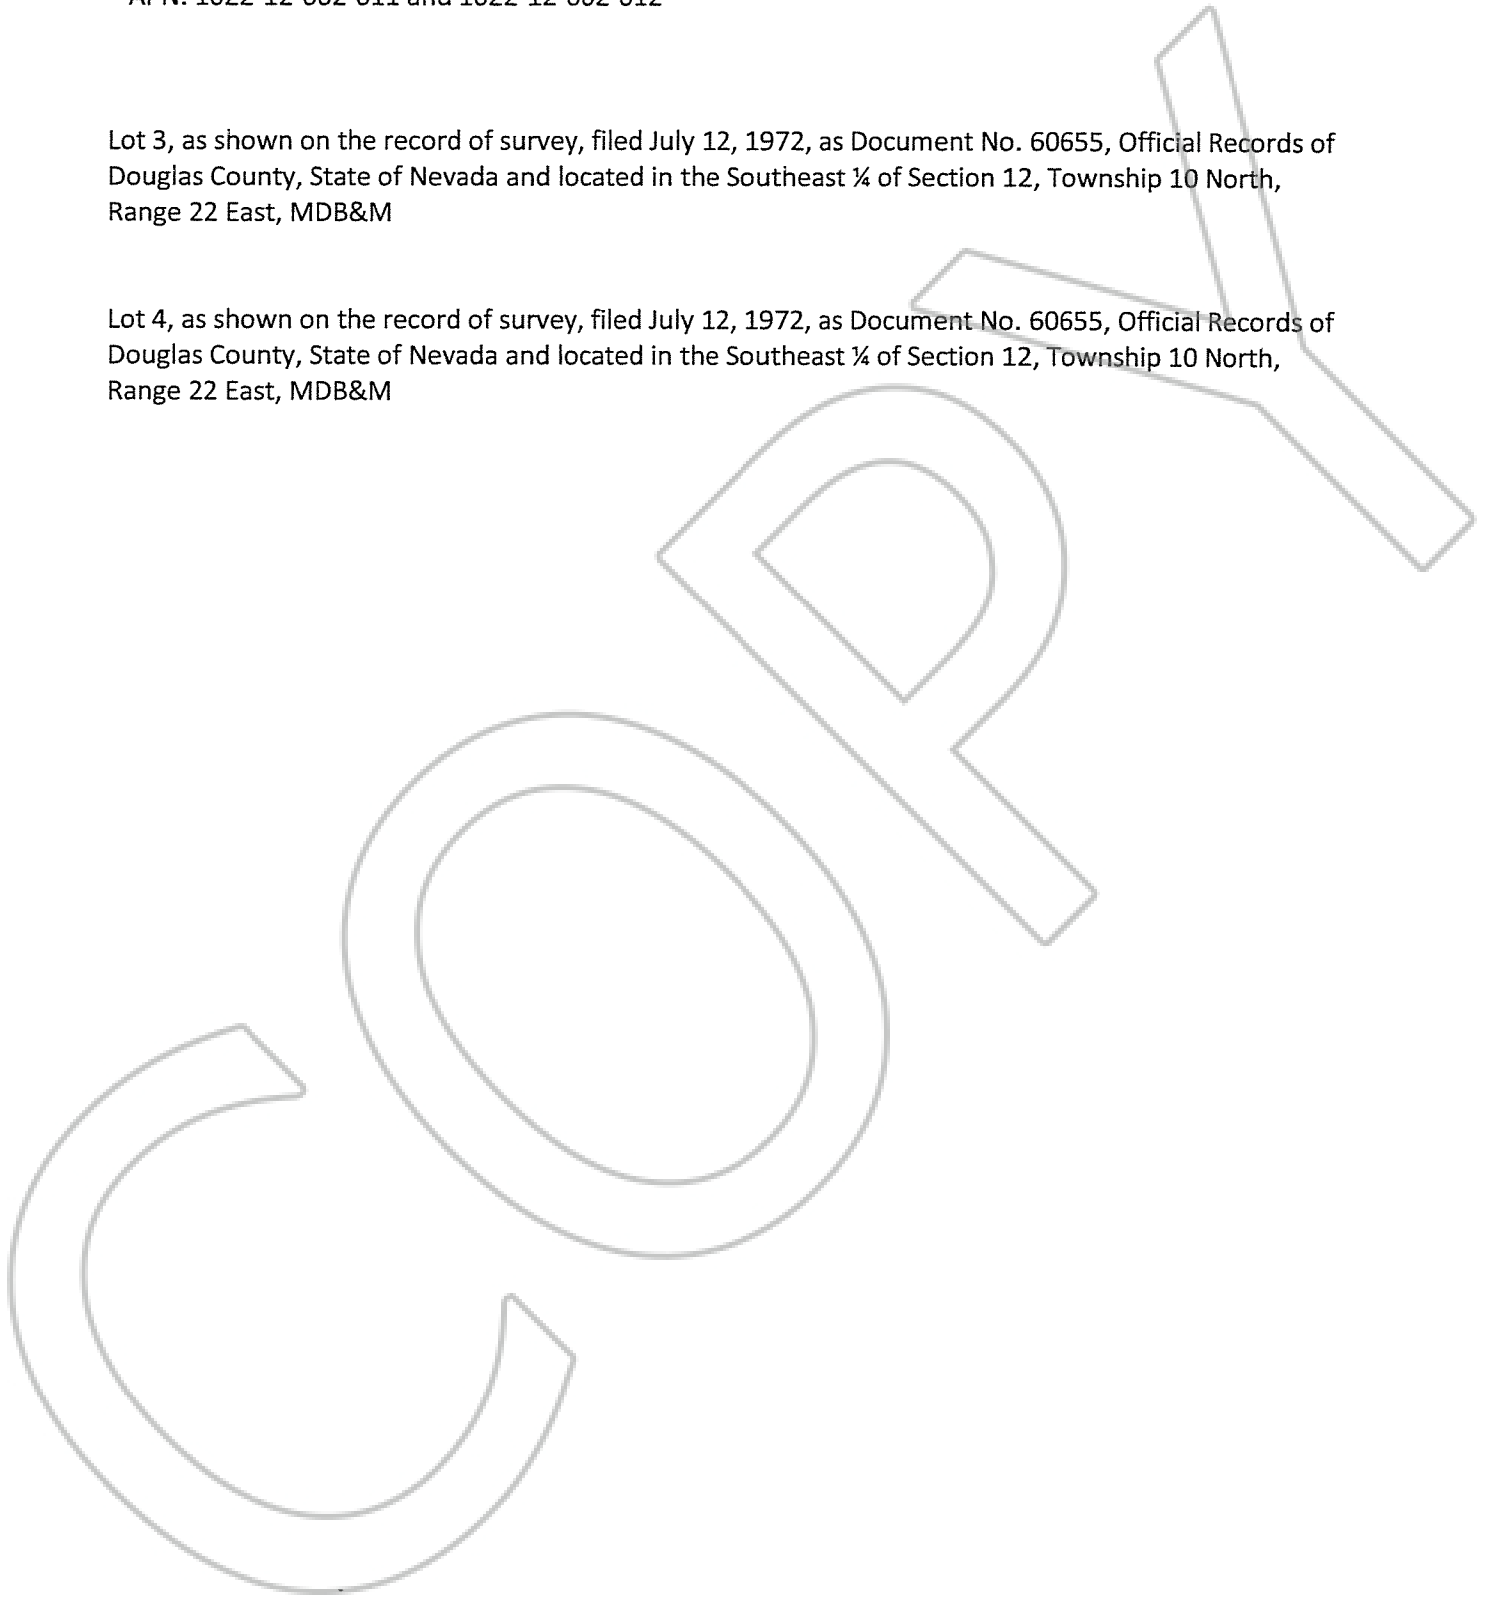 Lot 3, as shown on the record of survey, filed July 12, 1972, as Document No. 60655, Official Records of
Douglas County, State of Nevada and located in the Southeast ¼ of Section 12, Township 10 North,
Range 22 East, MDB&M
Lot 4, as shown on the record of survey, filed July 12, 1972, as Document No. 60655, Official Records of
Douglas County, State of Nevada and located in the Southeast ¼ of Section 12, Township 10 North,
Range 22 East, MDB&M
COPY